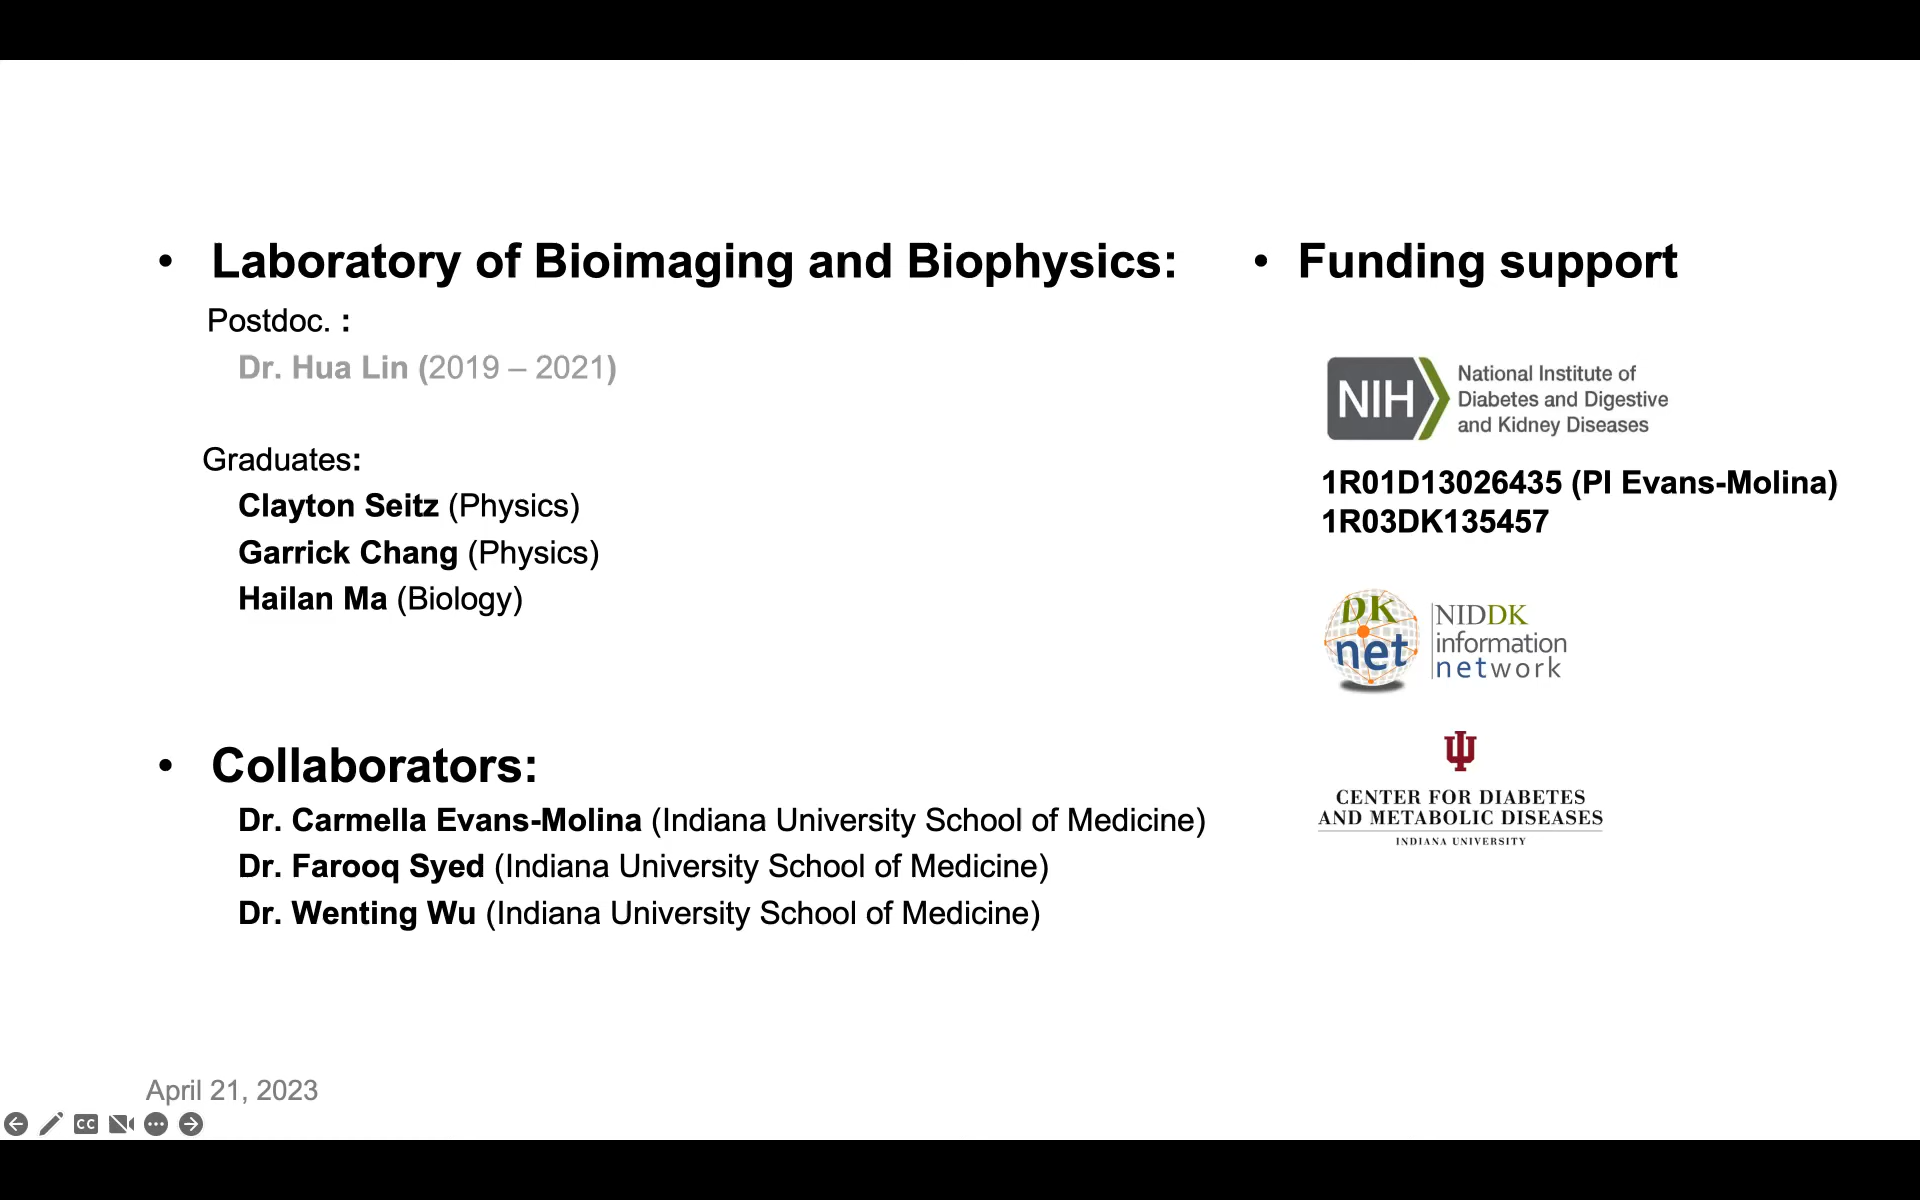 • Laboratory of Bioimaging and Biophysics:
Postdoc. :
Dr. Hua Lin (2019 – 2021)
Graduates:
Clayton Seitz (Physics)
Garrick Chang (Physics)
Hailan Ma (Biology)
• Collaborators:
Dr. Carmella Evans-Molina (Indiana University School of Medicine)
Dr. Farooq Syed (Indiana University School of Medicine)
Dr. Wenting Wu (Indiana University School of Medicine)
• Funding support
NIH
National Institute of
Diabetes and Digestive
and Kidney Diseases
1R01D13026435 (PI Evans-Molina)
1R03DK135457
DK
net
NIDDK
information
network
CENTER FOR DIABETES
AND METABOLIC DISEASES
INDIANA UNIVERSITY
April 21, 2023
CC